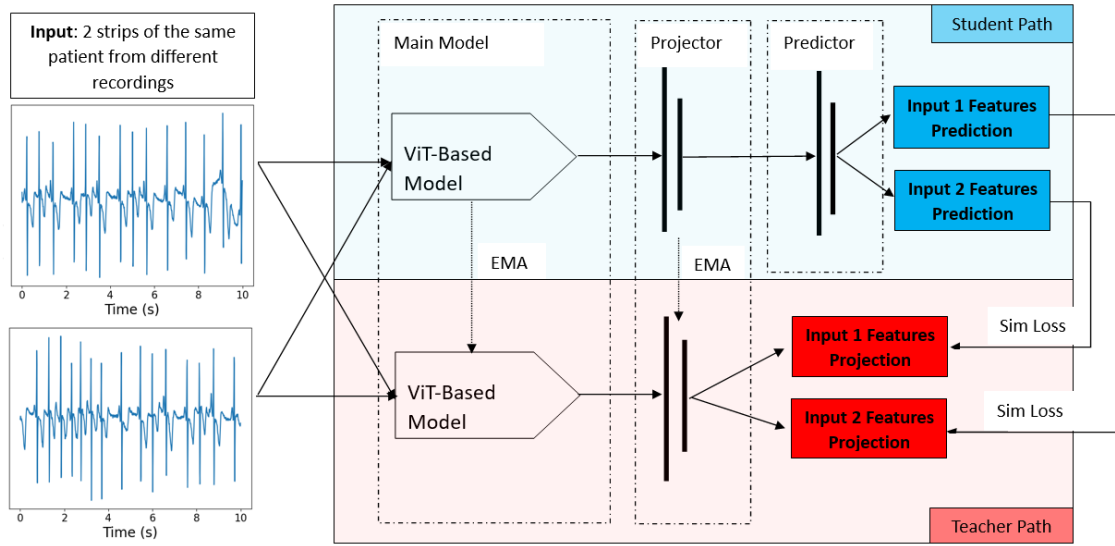 Input: 2 strips of the same
patient from different
recordings
0 2 4 6 8 10
Time (s)
0 2 4 6 8 10
Time (s)
Student Path
Main Model
Projector
Predictor
ViT-Based
Model
Input 1 Features
Prediction
Input 2 Features
Prediction
EMA
EMA
Sim Loss
ViT-Based
Model
Input 1 Features
Projection
Input 2 Features
Projection
Sim Loss
Teacher Path